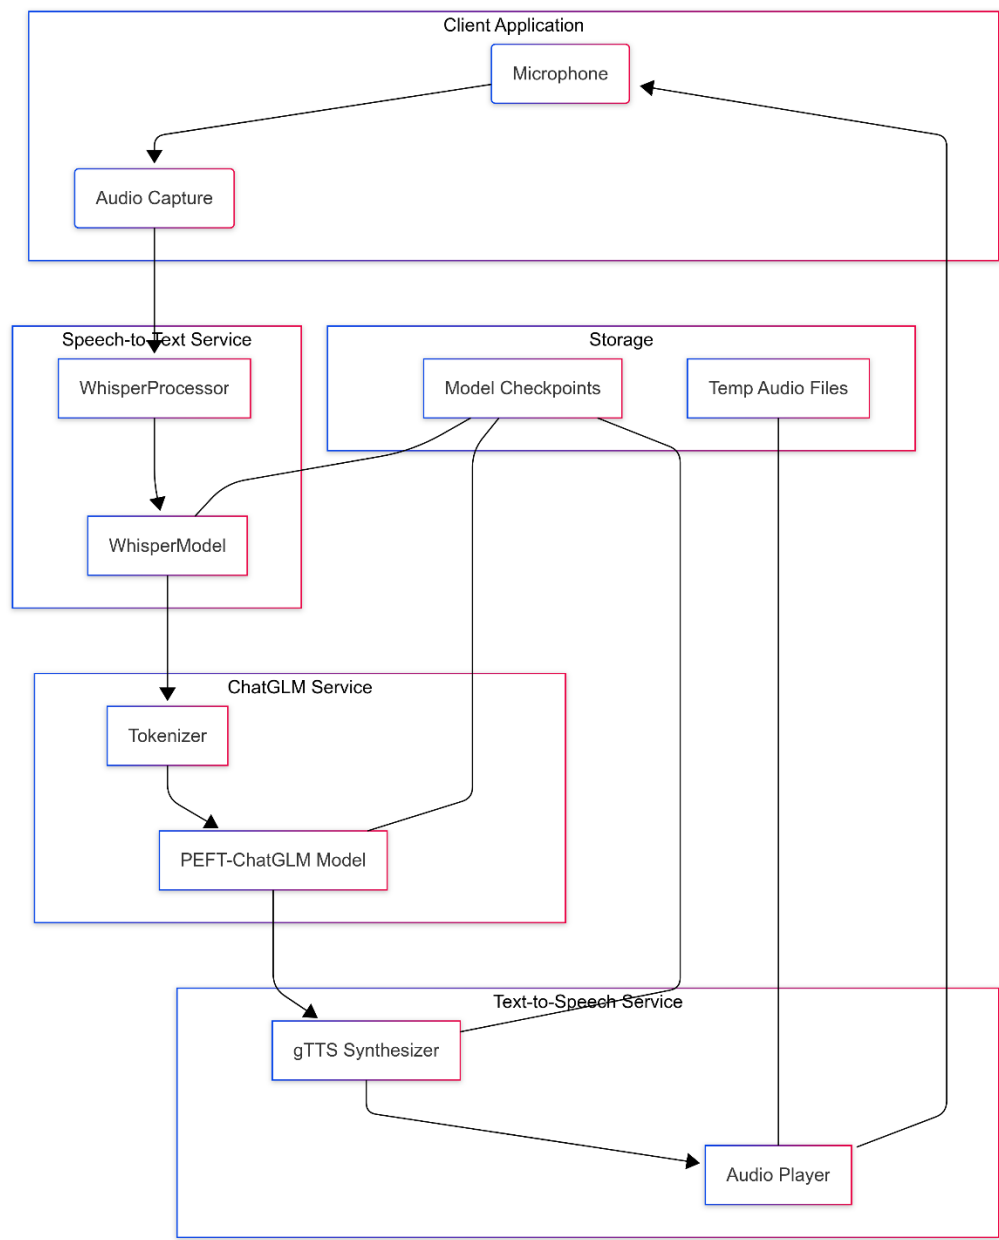 Client Application
Microphone
Audio Capture
Speech-to-Text Service
Storage
WhisperProcessor
Model Checkpoints
Temp Audio Files
WhisperModel
ChatGLM Service
Tokenizer
PEFT-ChatGLM Model
Text-to-Speech Service
gTTS Synthesizer
Audio Player